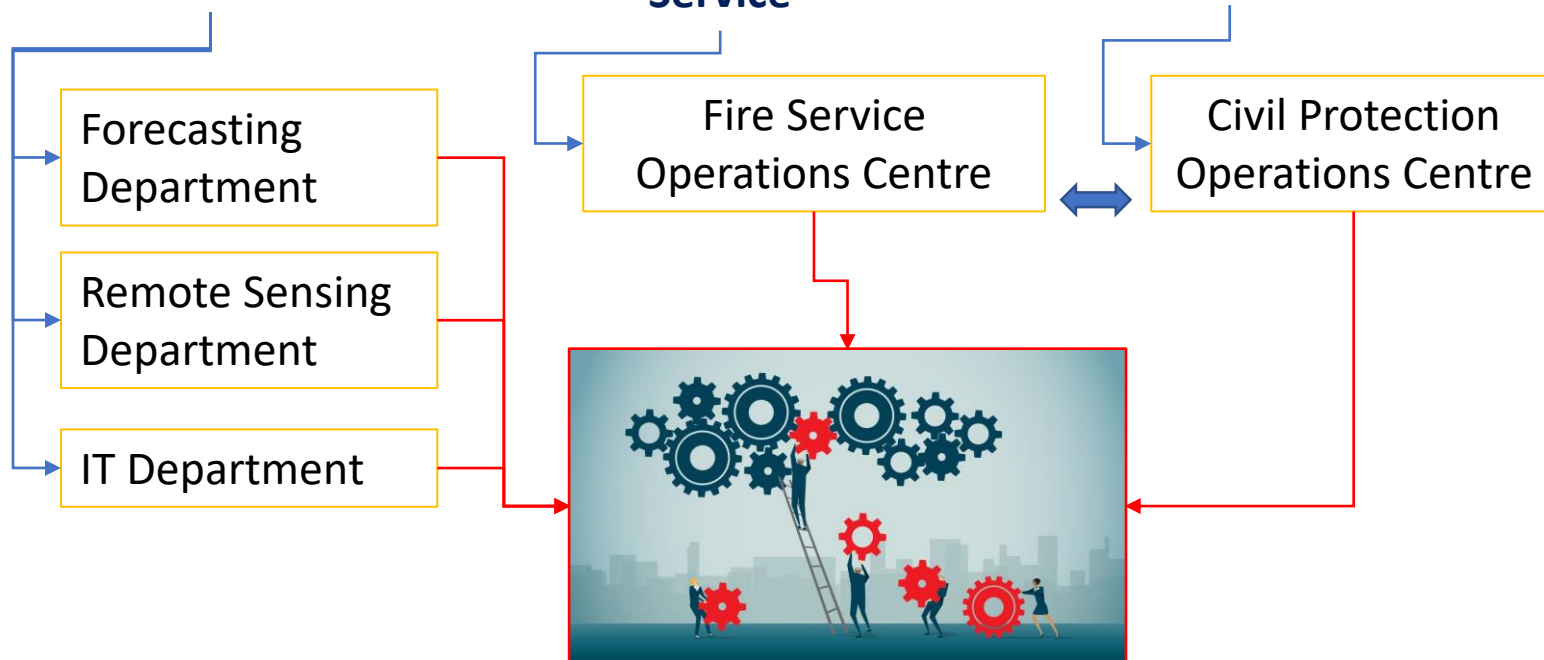 Service
Forecasting
Department
Fire Service
Operations Centre
Civil Protection
Operations Centre
Remote Sensing
Department
IT Department